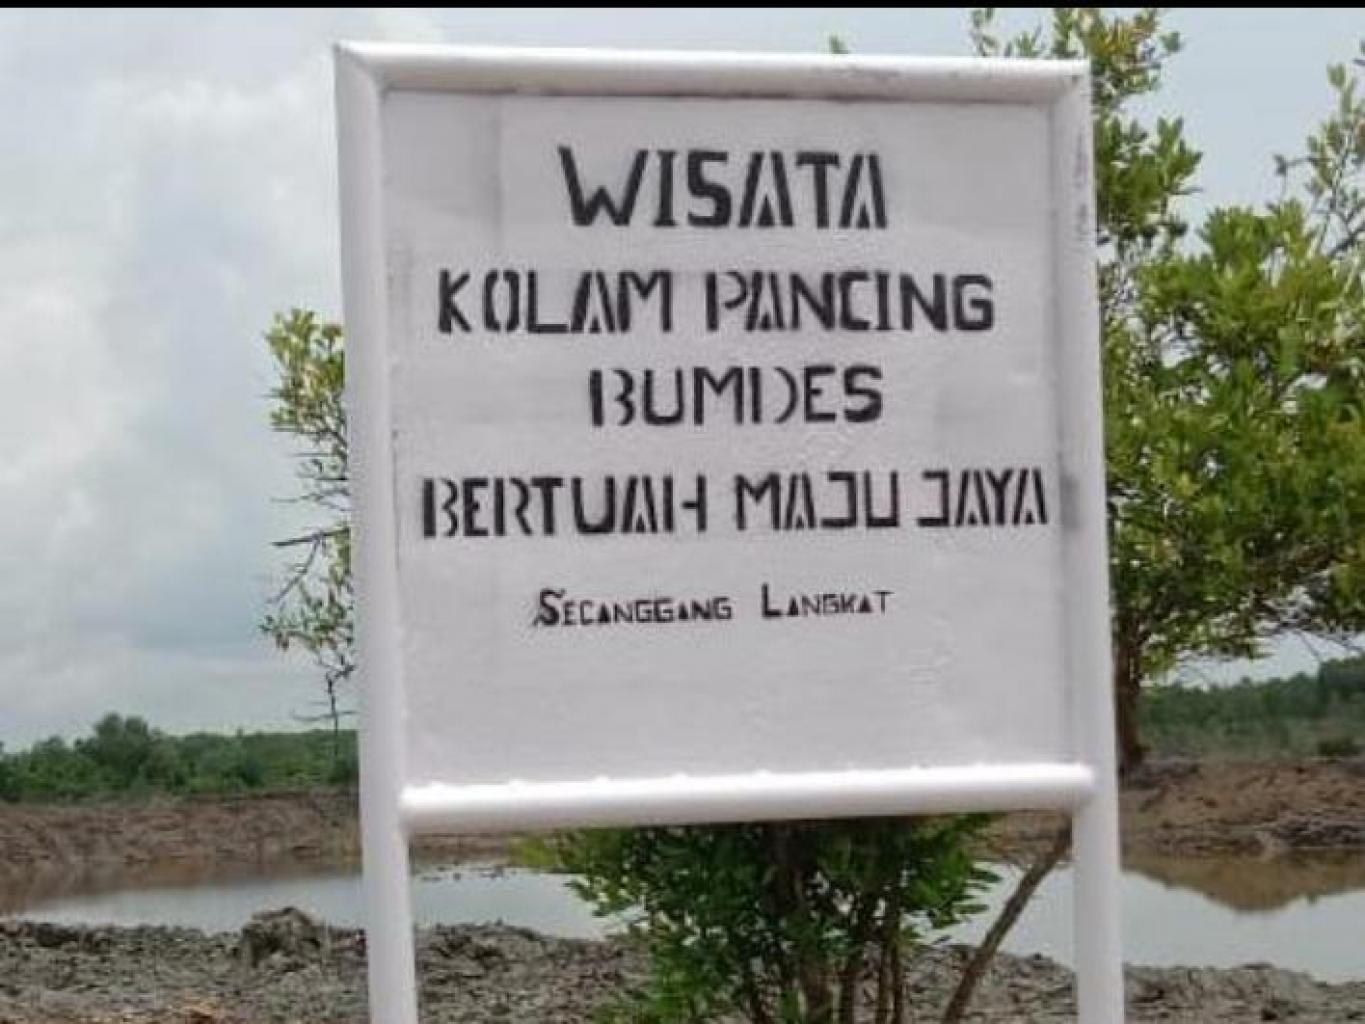 WISATA
KOLAM PANCING
BUMDES
BERTUAH MAJU JAYA
SECANGGANG LANGKAT